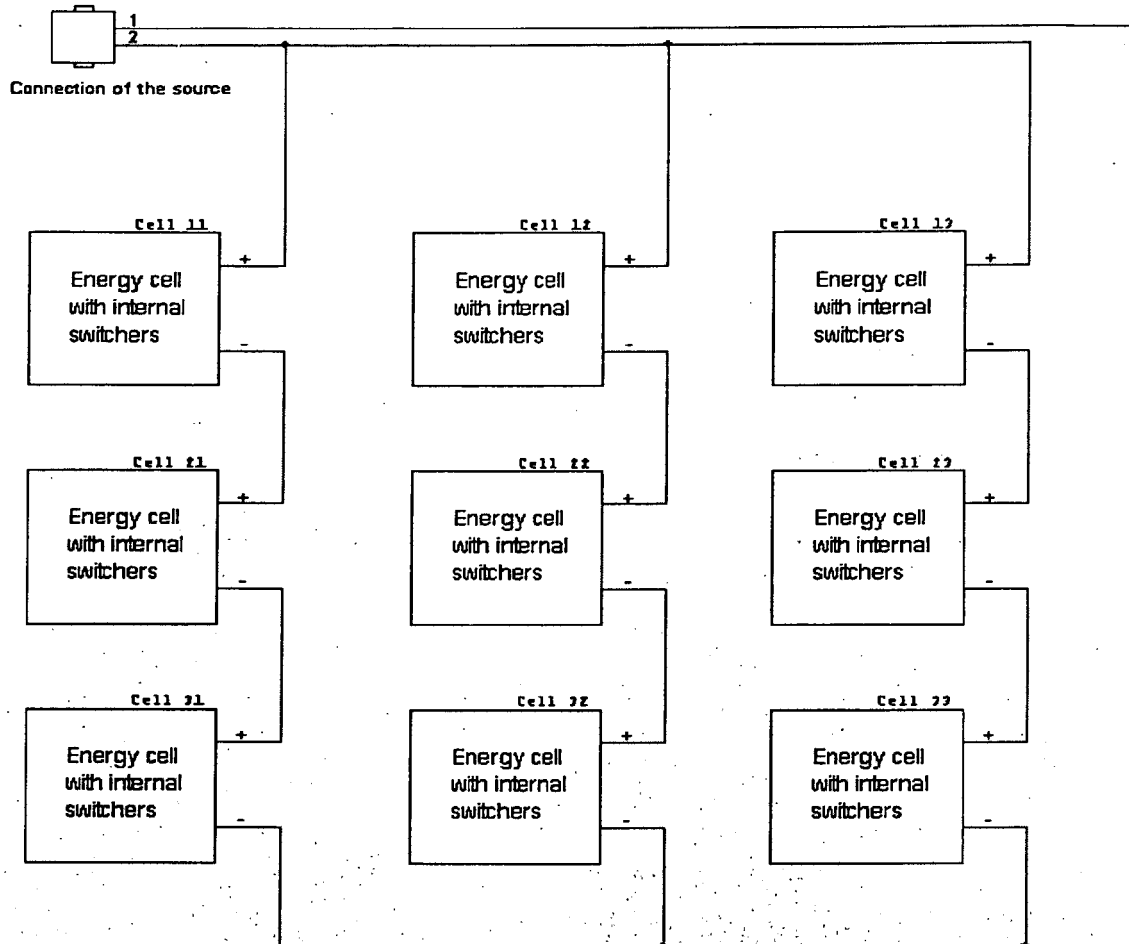 1
2
Connection of the source
Cell 11
+
Energy cell
with internal
switchers
-
Cell 12
+
Energy cell
with internal
switchers
-
Cell 13
+
Energy cell
with internal
switchers
-
Cell 21
+
Energy cell
with internal
switchers
-
Cell 22
+
Energy cell
with internal
switchers
-
Cell 23
+
Energy cell
with internal
switchers
-
Cell 31
+
Energy cell
with internal
switchers
-
Cell 32
+
Energy cell
with internal
switchers
-
Cell 33
+
Energy cell
with internal
switchers
-